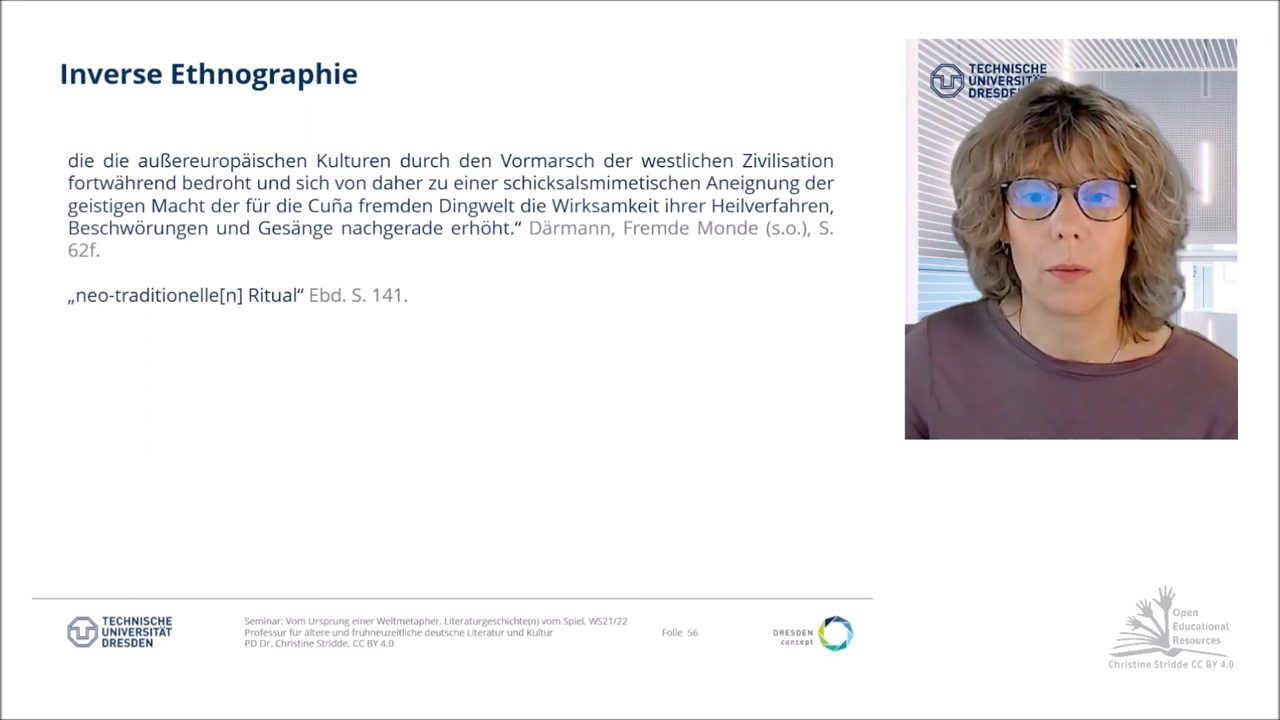 Inverse Ethnographie
die die außereuropäischen Kulturen durch den Vormarsch der westlichen Zivilisation
fortwährend bedroht und sich von daher zu einer schicksalsmimetischen Aneignung der
geistigen Macht der für die Cuña fremden Dingwelt die Wirksamkeit ihrer Heilverfahren,
Beschwörungen und Gesänge nachgerade erhöht.“ Därmann, Fremde Monde (s.o.), S.
62f.
„neo-traditionelle[n] Ritual“ Ebd. S. 141.
TECHNISCHE
UNIVERSITÄT
DRESDEN
TECHNISCHE
UNIVERSITÄT
DRESDEN
Seminar: Vom Ursprung einer Weltmetapher. Literaturgeschichte(n) vom Spiel, WS21/22
Professur für ältere und frühneuzeitliche deutsche Literatur und Kultur
PD Dr. Christine Stridde, CC BY 4.0
Folie 56
DRESDEN
concept
Open
Educational
Resources
Christine Stridde CC BY 4.0